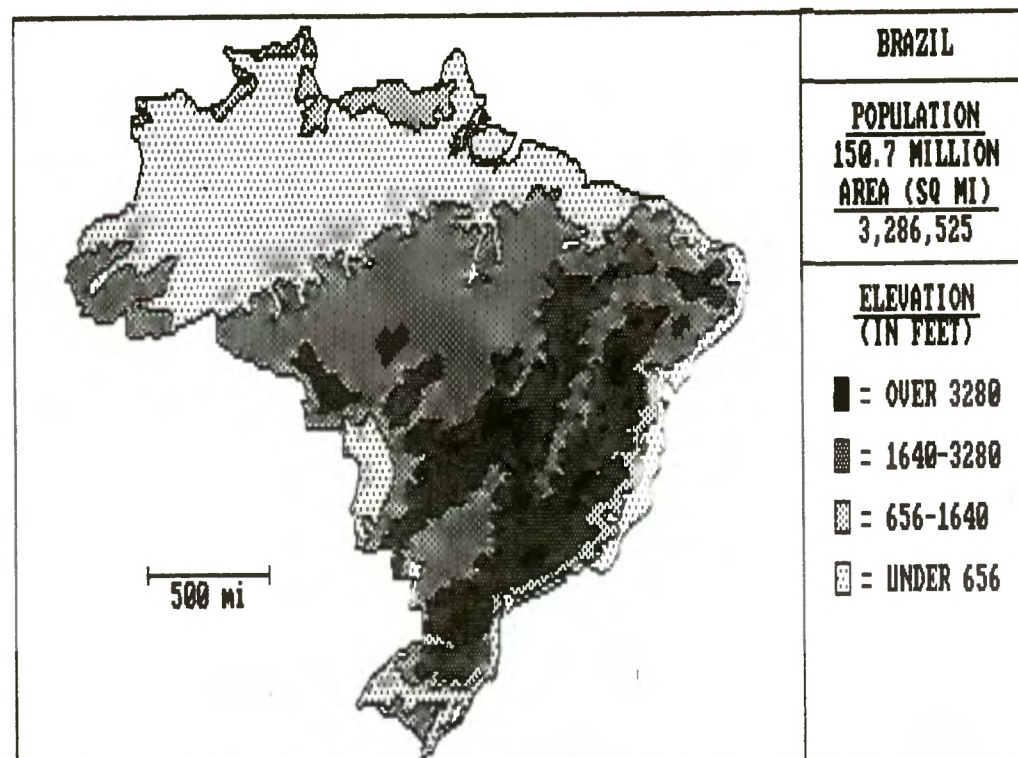 BRAZIL
POPULATION
150.7 MILLION
AREA (SQ MI)
3,286,525
ELEVATION
(IN FEET)
= OVER 3280
= 1640-3280
= 656-1640
= UNDER 656
500 mi